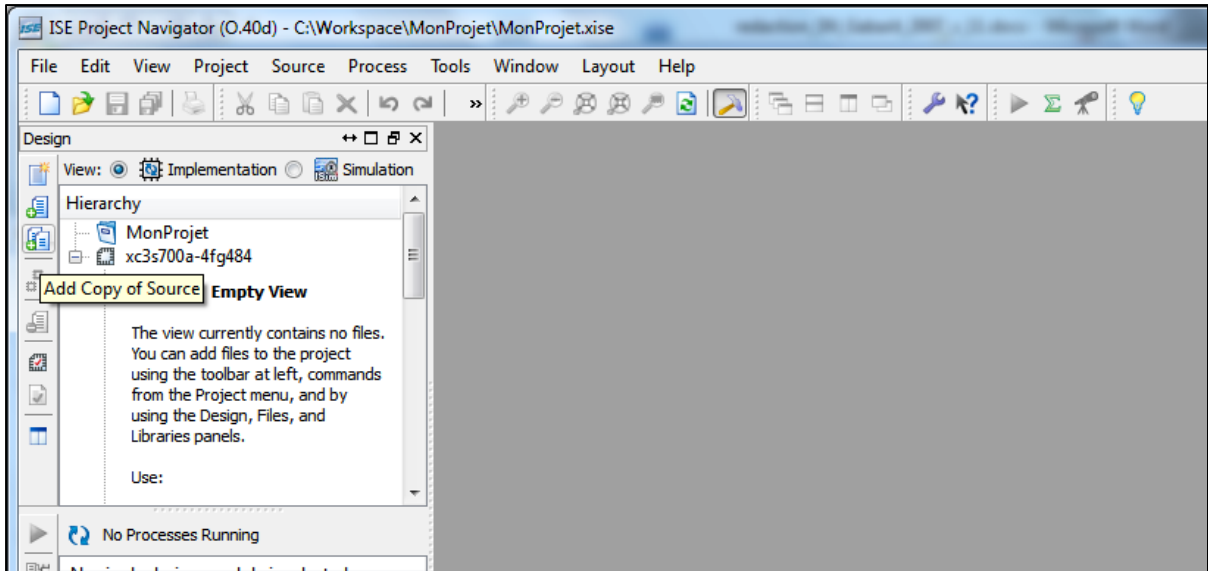 ISE Project Navigator (O.40d) - C:\Workspace\MonProjet\MonProjet.xise
File Edit View Project Source Process Tools Window Layout Help
»
Design
View: Implementation Simulation
Hierarchy
MonProjet
xc3s700a-4fg484
Add Copy of Source
Empty View
The view currently contains no files.
You can add files to the project
using the toolbar at left, commands
from the Project menu, and by
using the Design, Files, and
Libraries panels.
Use:
No Processes Running